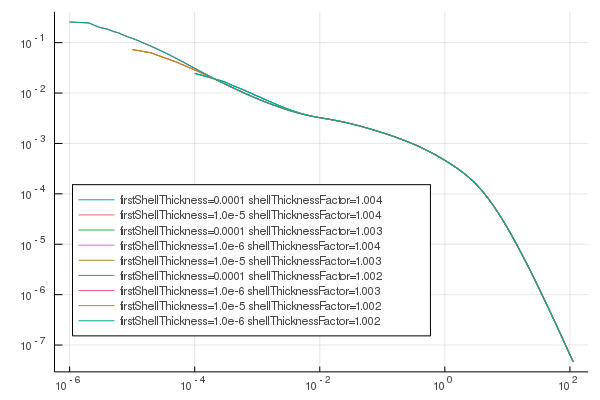 10 -1
10 -2
10 -3
10 -4
10 -5
10 -6
10 -7
firstShellThickness=0.0001 shellThicknessFactor=1.004
firstShellThickness=1.0e-5 shellThicknessFactor=1.004
firstShellThickness=0.0001 shellThicknessFactor=1.003
firstShellThickness=1.0e-6 shellThicknessFactor=1.004
firstShellThickness=1.0e-5 shellThicknessFactor=1.003
firstShellThickness=0.0001 shellThicknessFactor=1.002
firstShellThickness=1.0e-6 shellThicknessFactor=1.003
firstShellThickness=1.0e-5 shellThicknessFactor=1.002
firstShellThickness=1.0e-6 shellThicknessFactor=1.002
10 -6 10 -4 10 -2 10 0 10 2